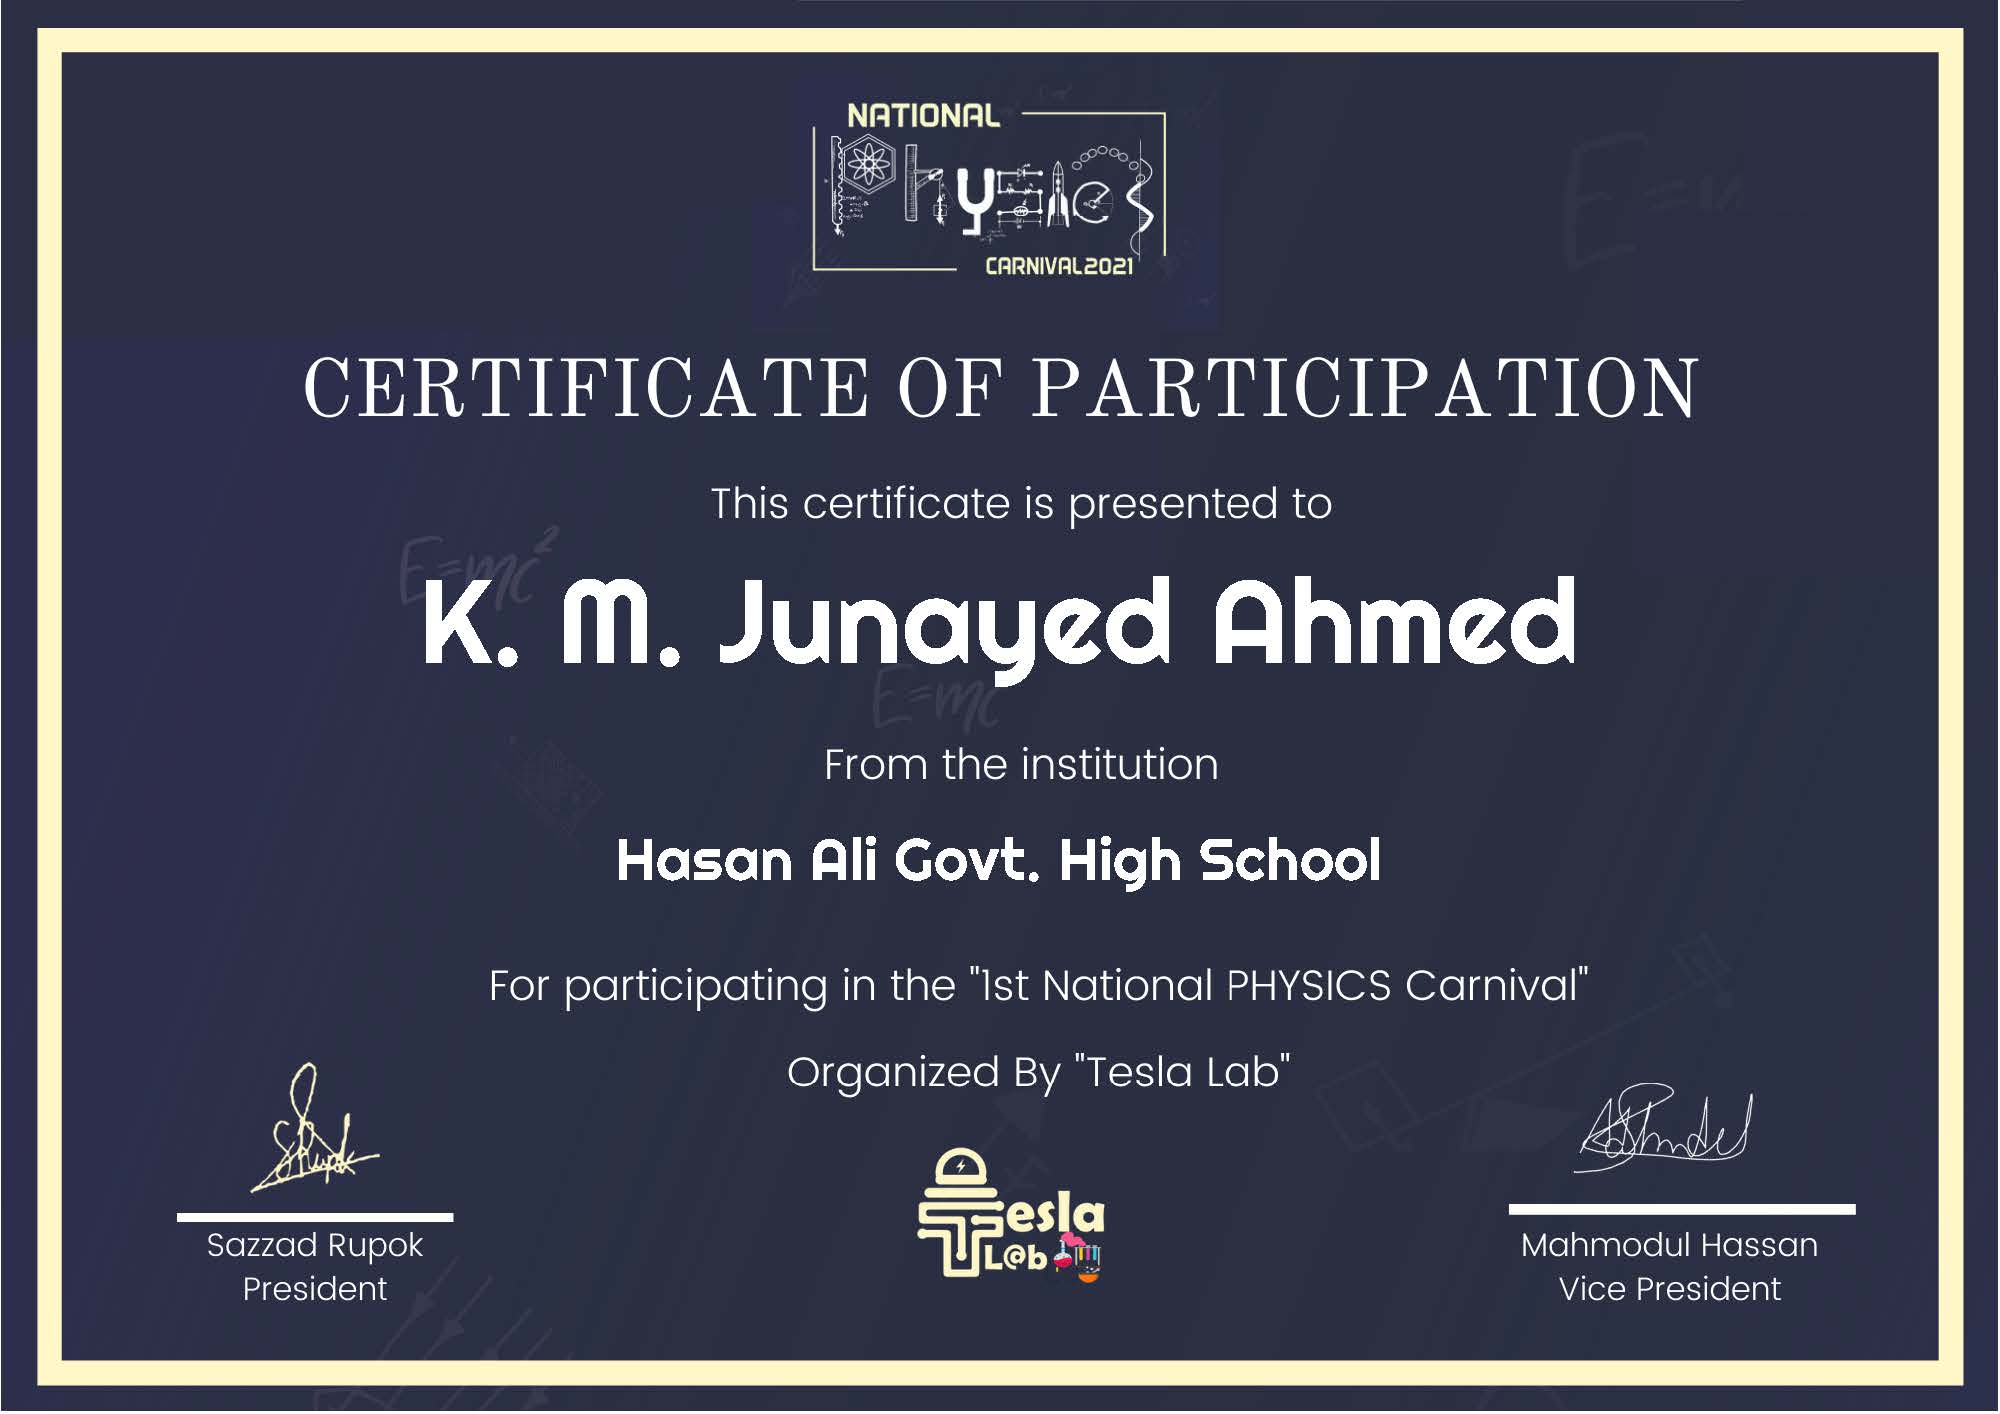 NATIONAL
Physics
CARNIVAL2021
E=m
CERTIFICATE OF PARTICIPATION
This certificate is presented to
E=mc²
K. M. Junayed Ahmed
E=mc
From the institution
Hasan Ali Govt. High School
For participating in the "1st National PHYSICS Carnival"
Organized By "Tesla Lab"
Tesla
L@b
Sazzad Rupok
President
Mahmodul Hassan
Vice President